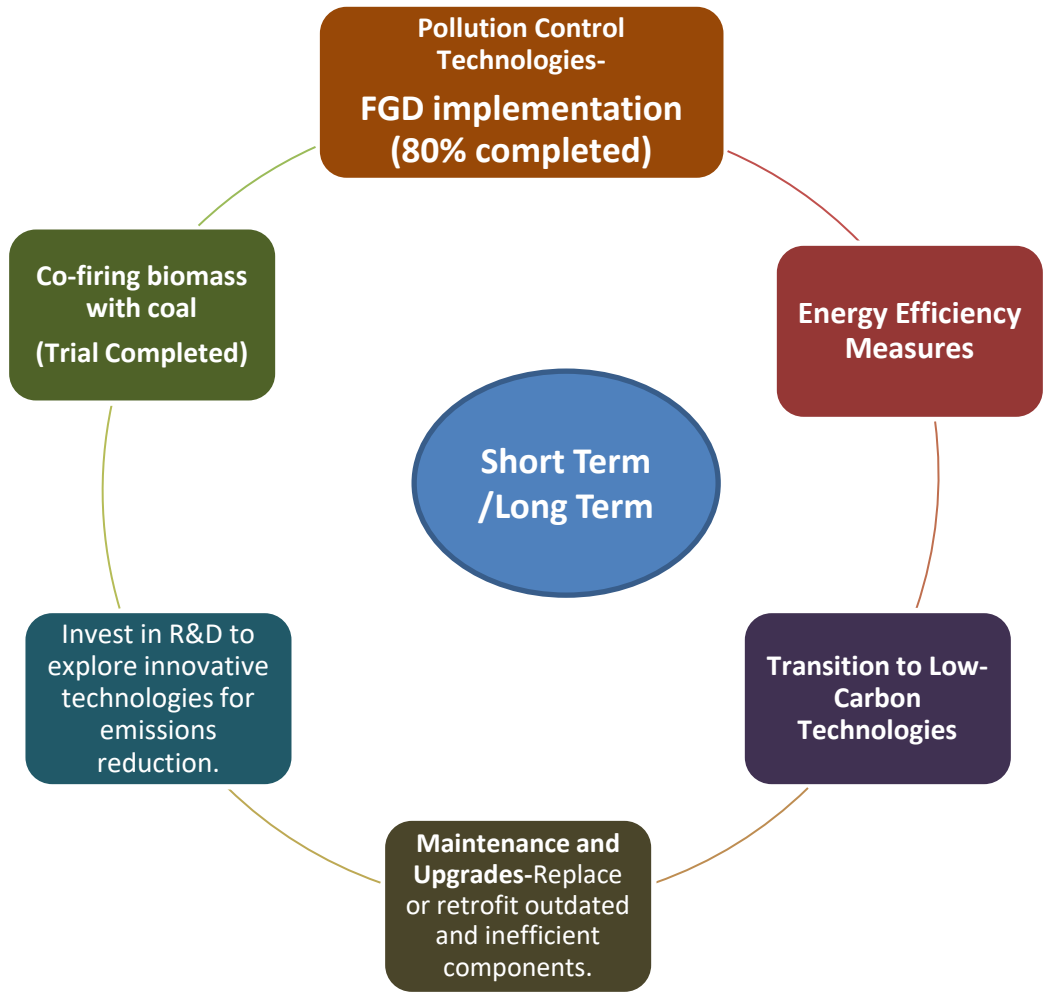 Pollution Control
Technologies-
FGD implementation
(80% completed)
Co-firing biomass
with coal
(Trial Completed)
Energy Efficiency
Measures
Short Term
/Long Term
Invest in R&D to
explore innovative
technologies for
emissions
reduction.
Transition to Low-
Carbon
Technologies
Maintenance and
Upgrades-Replace
or retrofit outdated
and inefficient
components.